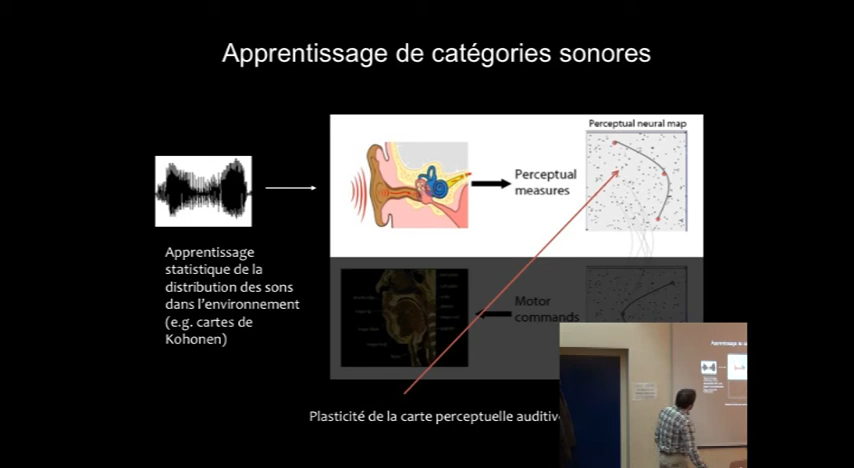 Apprentissage de catégories sonores
Perceptual neural map
Perceptual
measures
Apprentissage
statistique de la
distribution des sons
dans l'environnement
(e.g. cartes de
Kohonen)
Motor
commands
Plasticité de la carte perceptuelle auditive